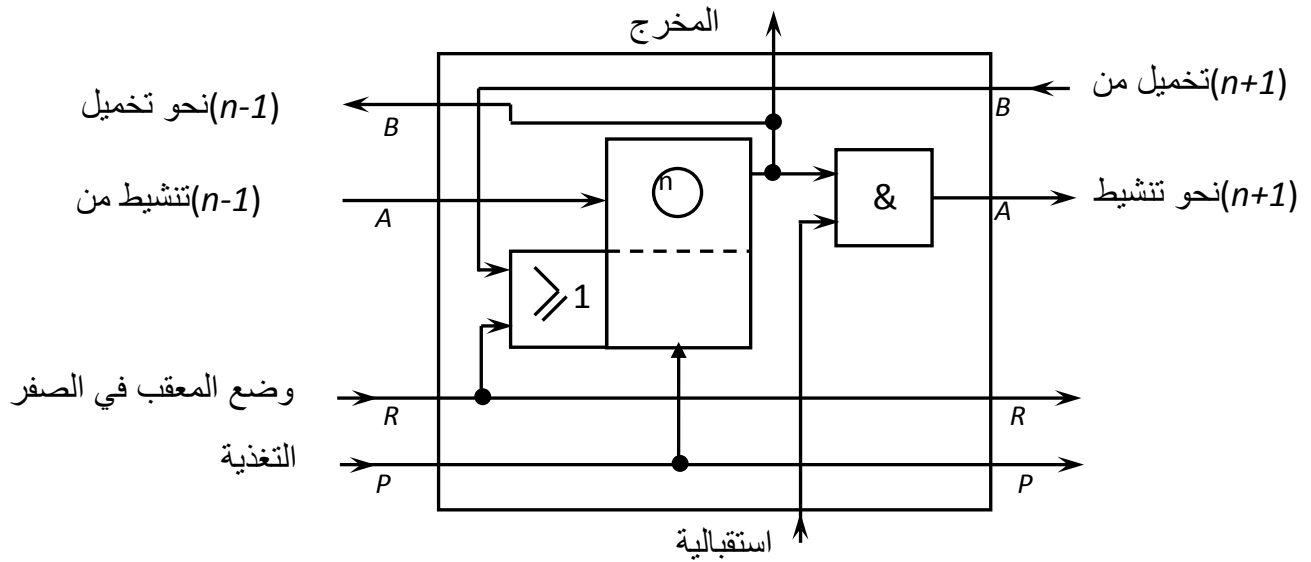 المخرج
تخميل من (n+1)
نحو تخميل (n-1)
B
B
n
تنشيط من (n-1)
A
&
A
نحو تنشيط (n+1)
⩾1
وضع المعقب في الصفر
R
R
التغذية
P
P
استقبالية